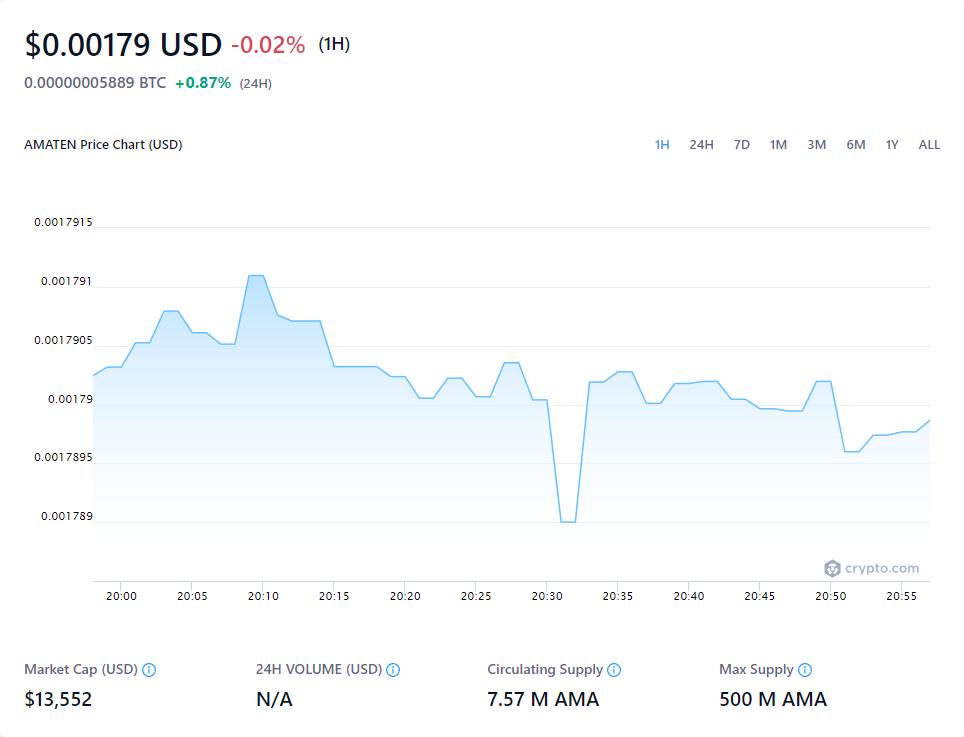 $0.00179 USD -0.02% (1H)
0.00000005889 BTC +0.87% (24H)
AMATEN Price Chart (USD) 1H 24H 7D 1M 3M 6M 1Y ALL
0.0017915
0.001791
0.0017905
0.00179
0.0017895
0.001789
crypto.com
20:00 20:05 20:10 20:15 20:20 20:25 20:30 20:35 20:40 20:45 20:50 20:55
Market Cap (USD) 24H VOLUME (USD) Circulating Supply Max Supply
$13,552 N/A 7.57 M AMA 500 M AMA